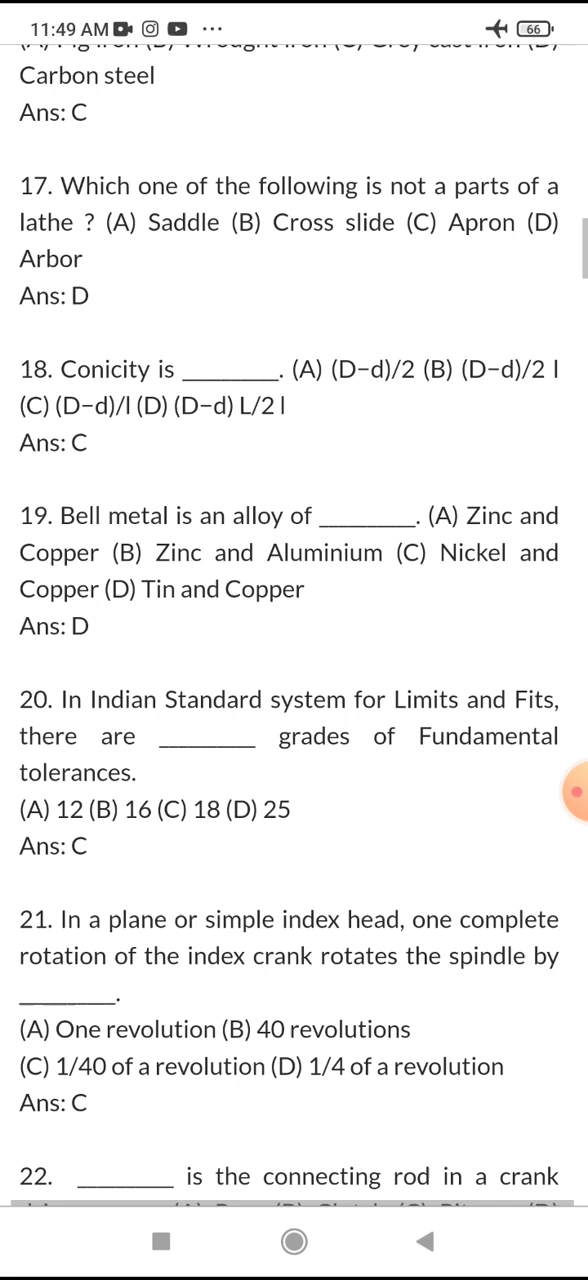 11:49 AM
66
Carbon steel
Ans: C
17. Which one of the following is not a parts of a
lathe ? (A) Saddle (B) Cross slide (C) Apron (D)
Arbor
Ans: D
18. Conicity is ________. (A) (D−d)/2 (B) (D−d)/2 l
(C) (D−d)/l (D) (D−d) L/2 l
Ans: C
19. Bell metal is an alloy of ________. (A) Zinc and
Copper (B) Zinc and Aluminium (C) Nickel and
Copper (D) Tin and Copper
Ans: D
20. In Indian Standard system for Limits and Fits,
there are ________ grades of Fundamental
tolerances.
(A) 12 (B) 16 (C) 18 (D) 25
Ans: C
21. In a plane or simple index head, one complete
rotation of the index crank rotates the spindle by
________.
(A) One revolution (B) 40 revolutions
(C) 1/40 of a revolution (D) 1/4 of a revolution
Ans: C
22. ________ is the connecting rod in a crank